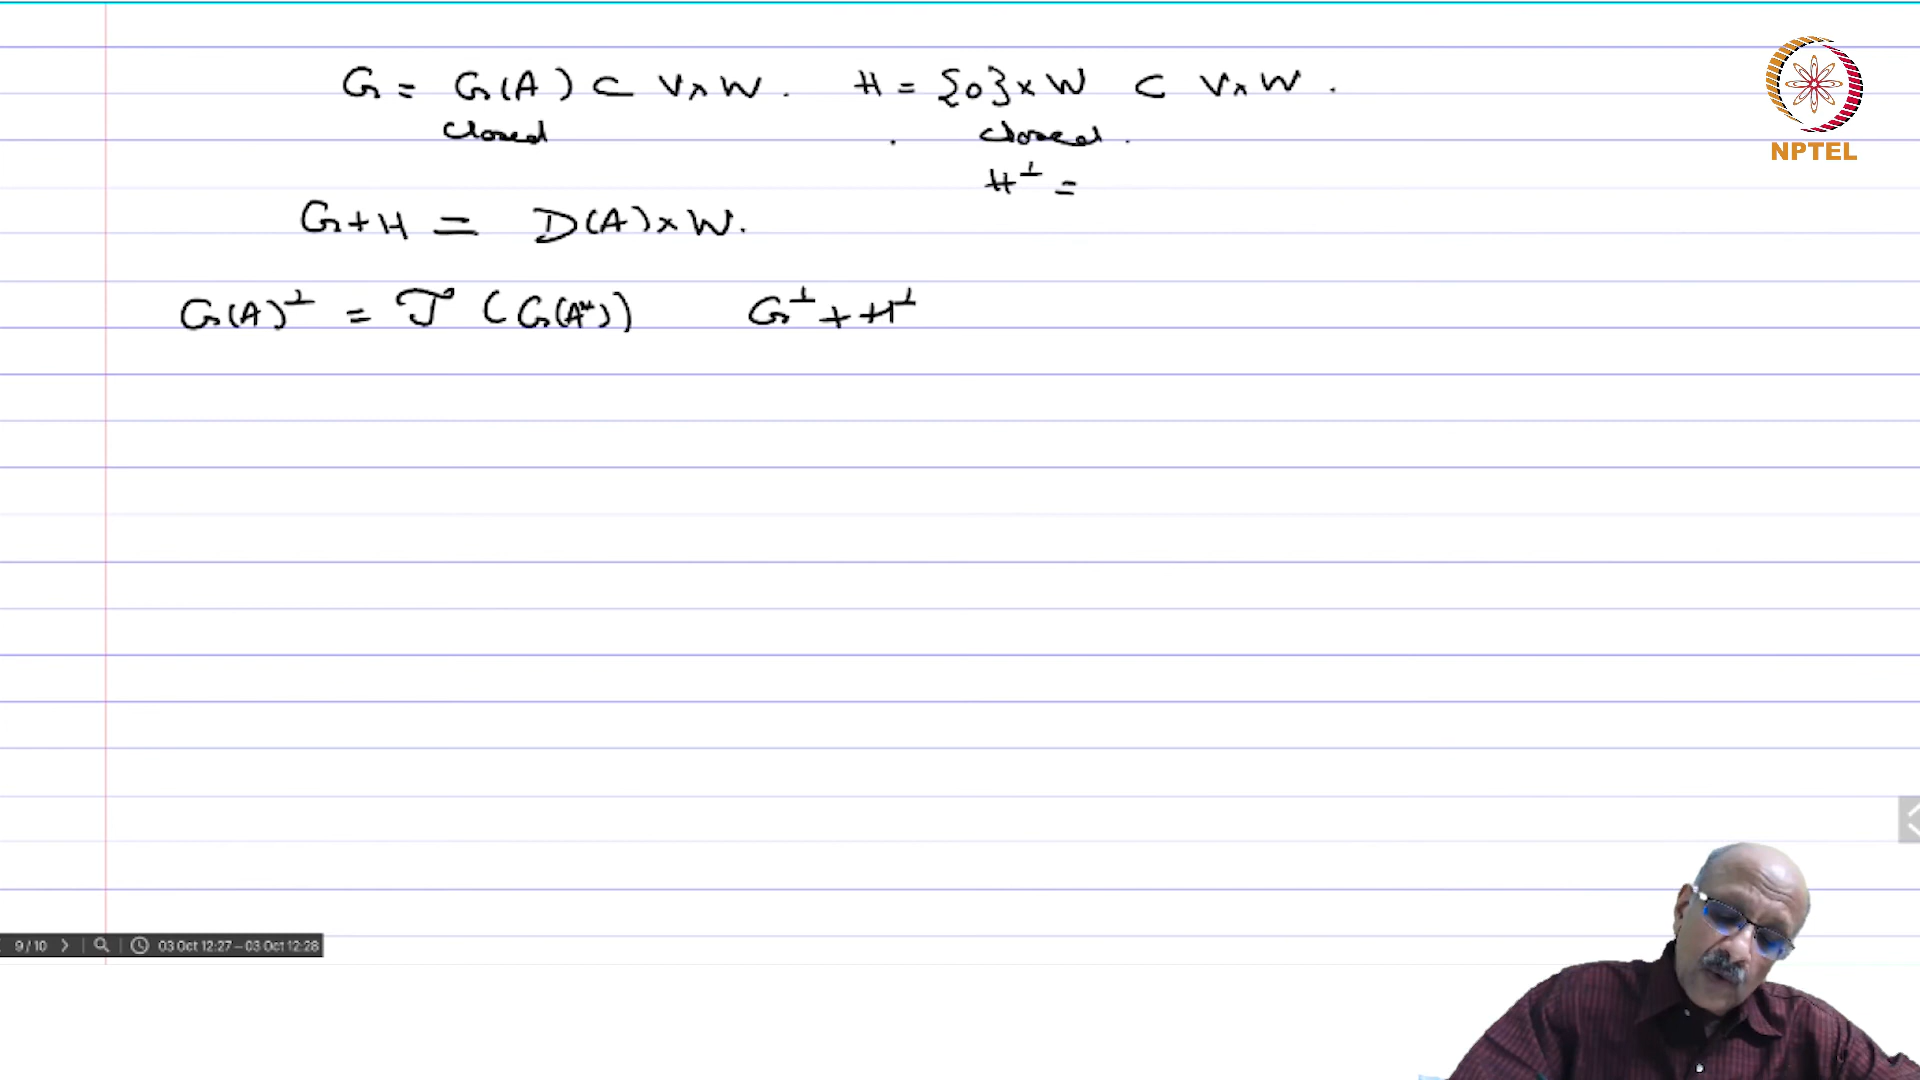 G = G(A) ⊂ V×W . H = {0}×W ⊂ V×W .
closed . closed .
H^⊥ =
G+H = D(A)×W.
G(A)^⊥ = J (G(A*)) G^⊥ + H^⊥
NPTEL
9/10 03 Oct 12:27 – 03 Oct 12:28